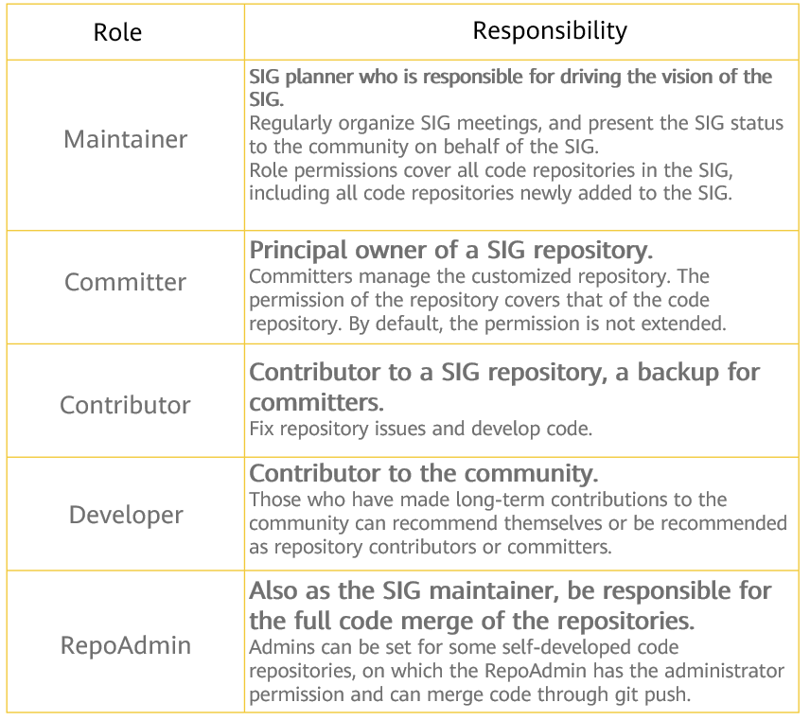 Role
Responsibility
Maintainer
SIG planner who is responsible for driving the vision of the
SIG.
Regularly organize SIG meetings, and present the SIG status
to the community on behalf of the SIG.
Role permissions cover all code repositories in the SIG,
including all code repositories newly added to the SIG.
Committer
Principal owner of a SIG repository.
Committers manage the customized repository. The
permission of the repository covers that of the code
repository. By default, the permission is not extended.
Contributor
Contributor to a SIG repository, a backup for
committers.
Fix repository issues and develop code.
Developer
Contributor to the community.
Those who have made long-term contributions to the
community can recommend themselves or be recommended
as repository contributors or committers.
RepoAdmin
Also as the SIG maintainer, be responsible for
the full code merge of the repositories.
Admins can be set for some self-developed code
repositories, on which the RepoAdmin has the administrator
permission and can merge code through git push.